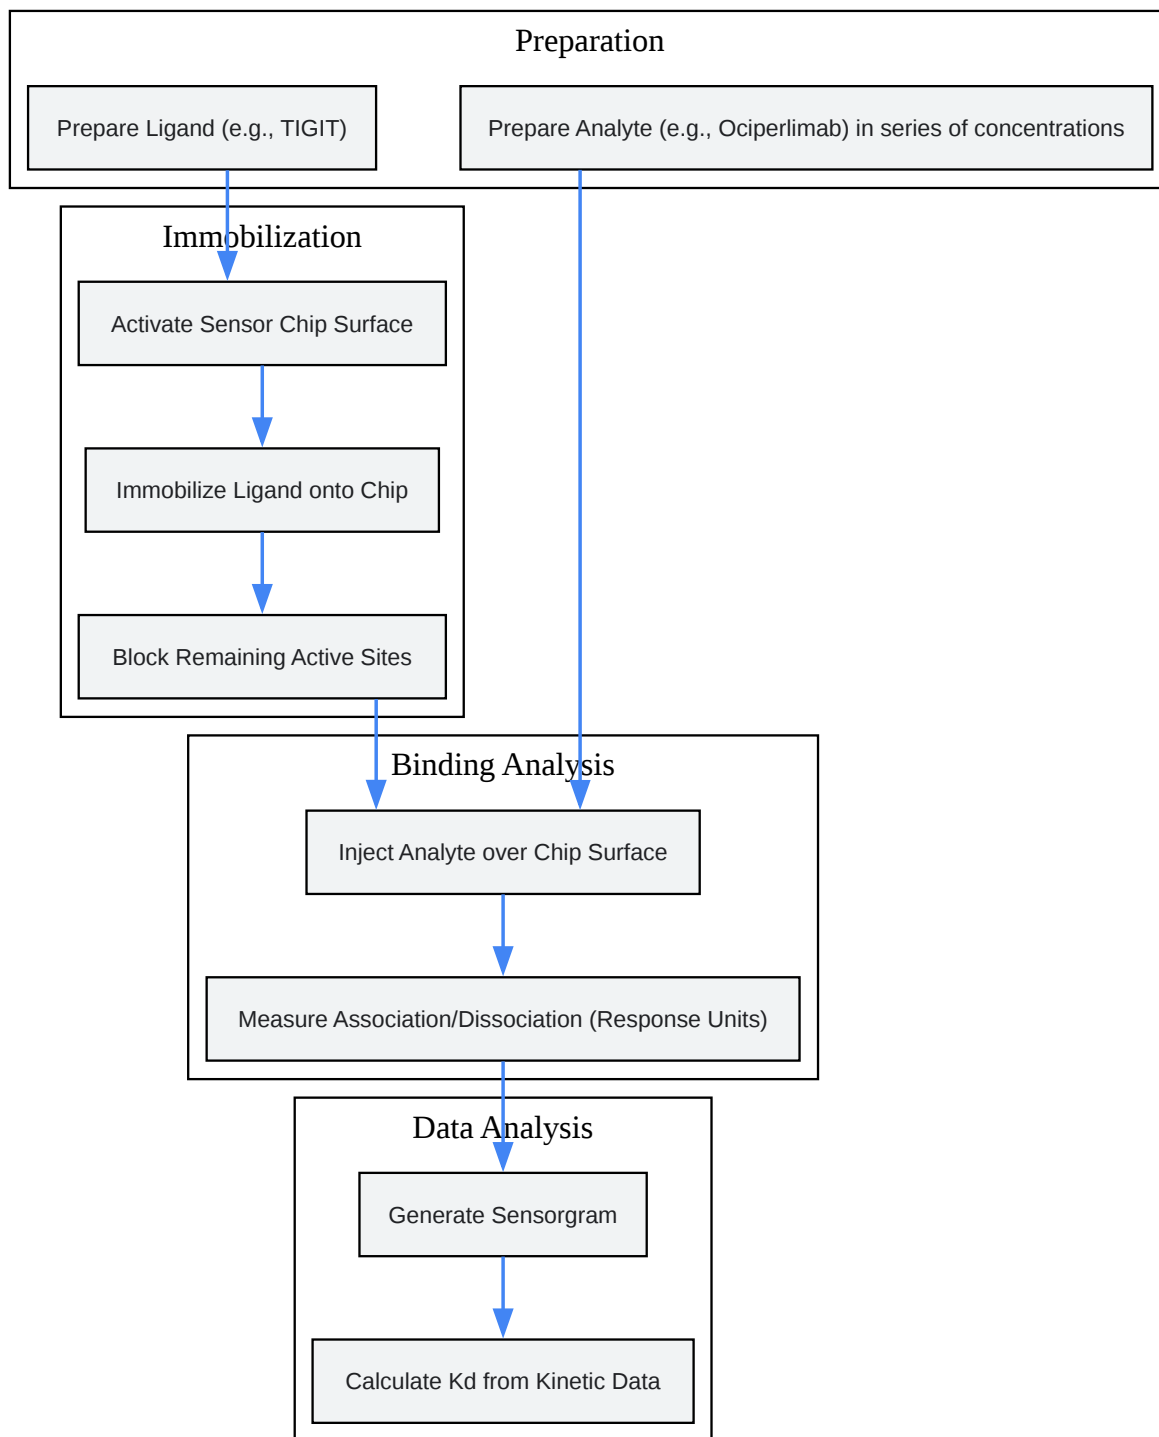 Preparation
Prepare Ligand (e.g., TIGIT)
Prepare Analyte (e.g., Ociperlimab) in series of concentrations
Immobilization
Activate Sensor Chip Surface
Immobilize Ligand onto Chip
Block Remaining Active Sites
Binding Analysis
Inject Analyte over Chip Surface
Measure Association/Dissociation (Response Units)
Data Analysis
Generate Sensorgram
Calculate Kd from Kinetic Data